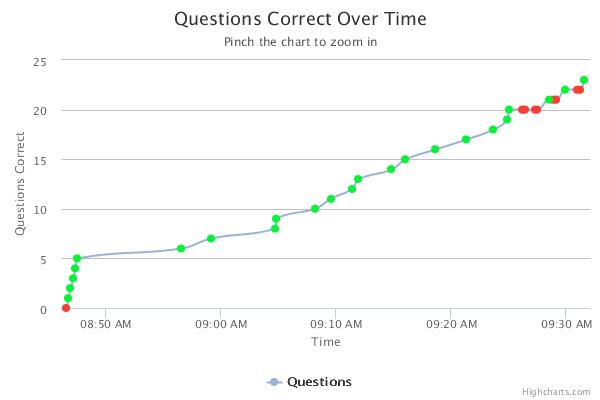 Questions Correct Over Time
Pinch the chart to zoom in
Questions Correct
25
20
15
10
5
0
08:50 AM 09:00 AM 09:10 AM 09:20 AM 09:30 AM
Time
Questions
Highcharts.com